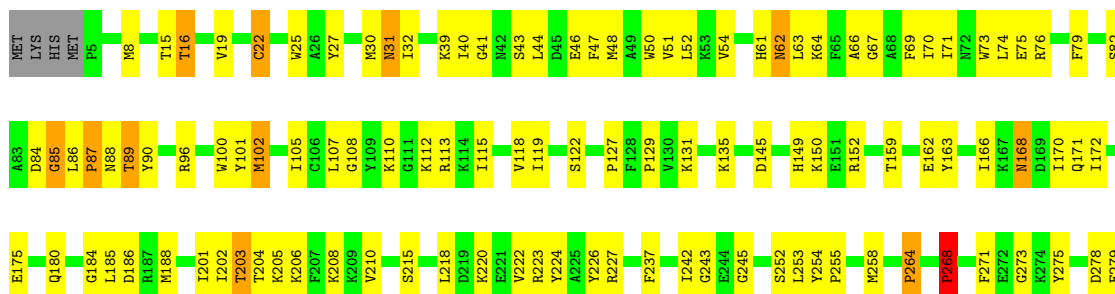 MET LYS HIS MET P5 M8 T15 T16 V19 C22 W25 A26 Y27 M30 N31 I32 K39 I40 G41 N42 S43 L44 D45 E46 F47 M48 A49 W50 V51 L52 K53 V54 H61 N62 L63 K64 F65 A66 G67 A68 F69 I70 I71 N72 W73 L74 E75 R76 F79
A83 D84 G85 L86 P87 N88 T89 Y90 R96 W100 Y101 M102 I105 C106 L107 G108 Y109 K110 G111 K112 R113 K114 I115 V118 I119 S122 P127 F128 P129 V130 K131 K135 D145 H149 K150 E151 R152 T159 E162 Y163 I166 K167 N168 D169 I170 Q171 I172
E175 Q180 G184 L185 D186 R187 M188 I201 I202 T203 T204 K205 K206 F207 K208 K209 V210 S215 L218 D219 K220 E221 V222 R223 Y224 A225 Y226 R227 F237 I242 G243 E244 G245 S252 L253 Y254 P255 M258 P264 P268 F271 E272 G273 K274 Y275 D278